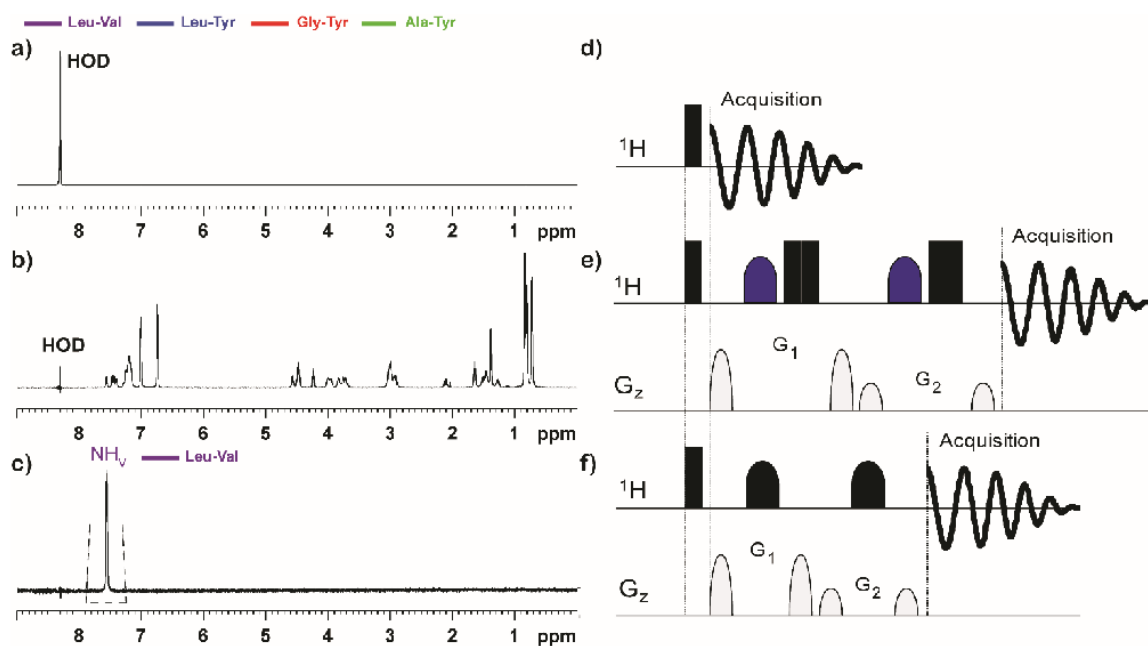 Leu-Val Leu-Tyr Gly-Tyr Ala-Tyr
a)
HOD
8 7 6 5 4 3 2 1 ppm
b)
HOD
8 7 6 5 4 3 2 1 ppm
c)
NHV Leu-Val
8 7 6 5 4 3 2 1 ppm
d)
Acquisition
1H
e)
Acquisition
1H
G1
G2
Gz
f)
Acquisition
1H
G1
G2
Gz